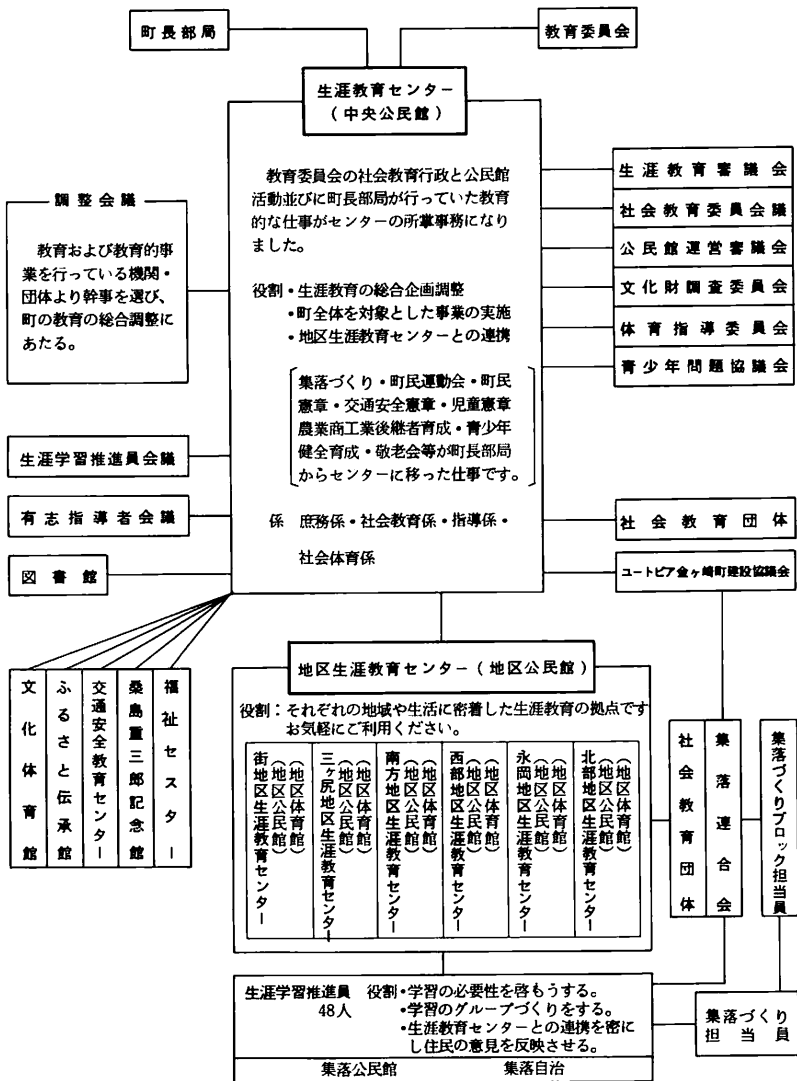 町長部局
教育委員会
生涯教育センター
（中央公民館）
教育委員会の社会教育行政と公民館
活動並びに町長部局が行っていた教育
的な仕事がセンターの所掌事務になり
ました。
役割・生涯教育の総合企画調整
・町全体を対象とした事業の実施
・地区生涯教育センターとの連携
集落づくり・町民運動会・町民
憲章・交通安全憲章・児童憲章
農業商工業後継者育成・青少年
健全育成・敬老会等が町長部局
からセンターに移った仕事です。
係 庶務係・社会教育係・指導係・
社会体育係
調整会議
教育および教育的事
業を行っている機関・
団体より幹事を選び、
町の教育の総合調整に
あたる。
生涯学習推進員会議
有志指導者会議
図書館
生涯教育審議会
社会教育委員会議
公民館運営審議会
文化財調査委員会
体育指導委員会
青少年問題協議会
社会教育団体
ユートピア金ヶ崎町建設協議会
文化体育館
ふるさと伝承館
交通安全教育センター
桑島重三郎記念館
福祉セスター
地区生涯教育センター（地区公民館）
役割：それぞれの地域や生活に密着した生涯教育の拠点です
お気軽にご利用ください。
街地区生涯教育センター
（地区公民館）
（地区体育館）
三ヶ尻地区生涯教育センター
（地区公民館）
（地区体育館）
南方地区生涯教育センター
（地区公民館）
（地区体育館）
西部地区生涯教育センター
（地区公民館）
（地区体育館）
永岡地区生涯教育センター
（地区公民館）
（地区体育館）
北部地区生涯教育センター
（地区公民館）
（地区体育館）
社会教育団体
集落連合会
集落づくりブロック担当員
生涯学習推進員 役割・学習の必要性を啓もうする。
48人 ・学習のグループづくりをする。
・生涯教育センターとの連携を密に
し住民の意見を反映させる。
集落公民館 集落自治
集落づくり
担当員